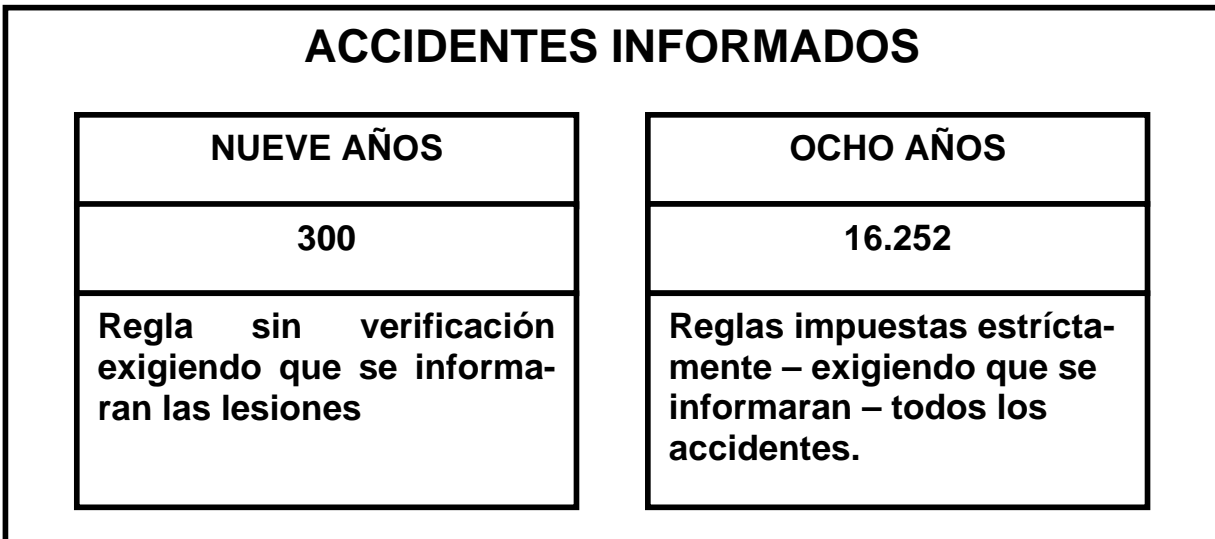 ACCIDENTES INFORMADOS
NUEVE AÑOS
300
Regla sin verificación
exigiendo que se informa-
ran las lesiones
OCHO AÑOS
16.252
Reglas impuestas estrícta-
mente – exigiendo que se
informaran – todos los
accidentes.